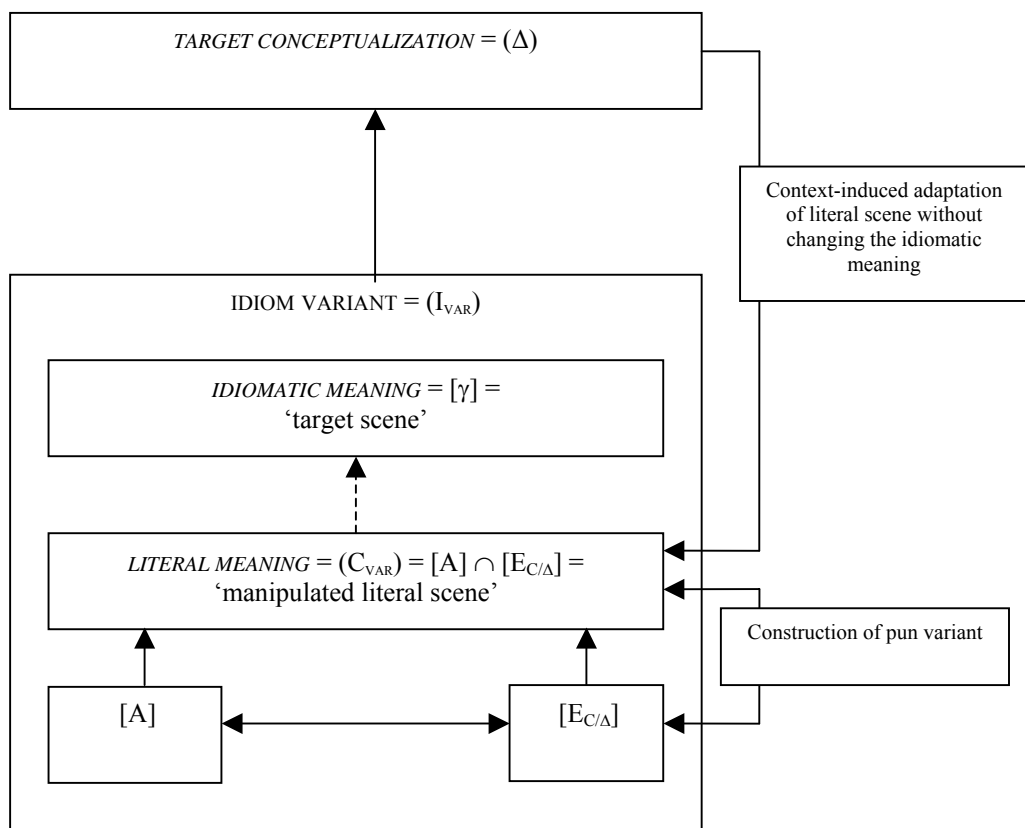 TARGET CONCEPTUALIZATION = (Δ)
Context-induced adaptation
of literal scene without
changing the idiomatic
meaning
IDIOM VARIANT = (I_VAR)
IDIOMATIC MEANING = [γ] =
‘target scene’
LITERAL MEANING = (C_VAR) = [A] ∩ [E_C/Δ] =
‘manipulated literal scene’
Construction of pun variant
[A]
[E_C/Δ]